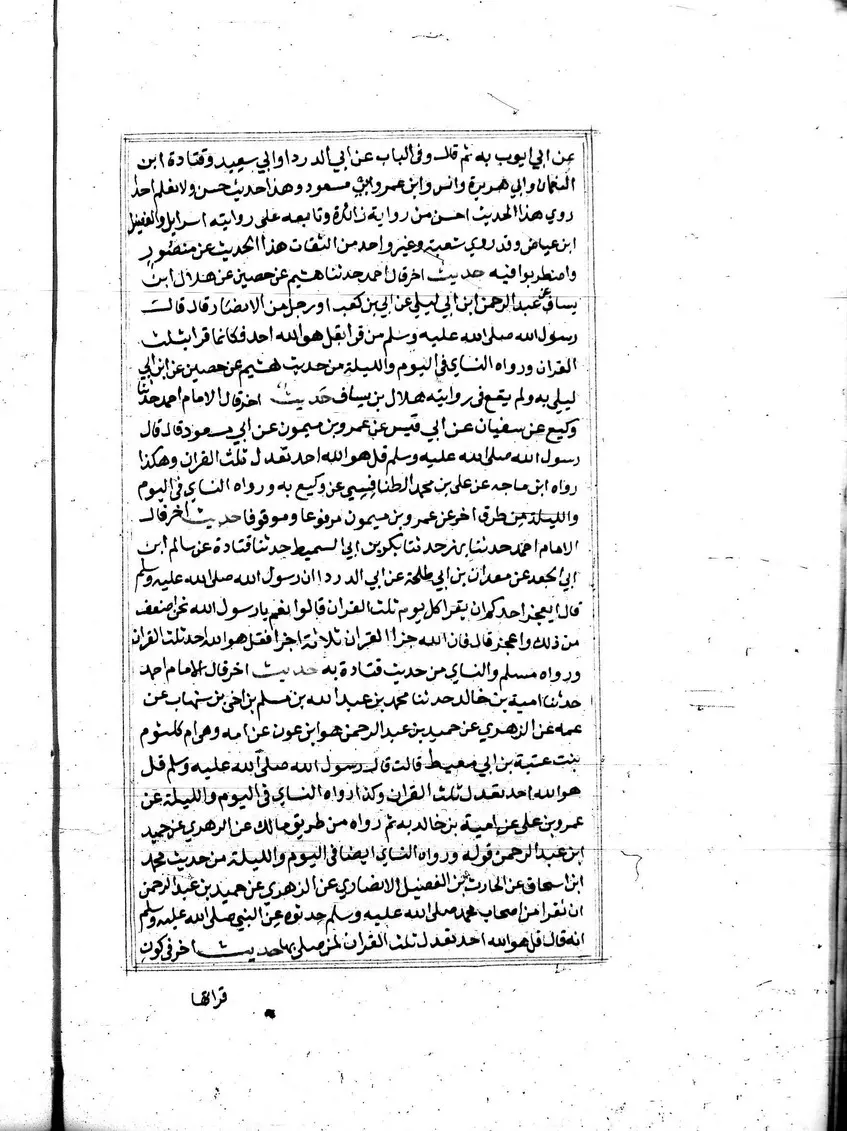 عن ابي ايوب به ثم قال وفي الباب عن ابي الدرداوابي سعيد وقتادة ابن
النعمان وابي هريرة وانس وابن عمر وابي مسعود وهذا حديث حسن ولا نعلم احدا
روي هذا الحديث احسن من رواية زائدة وتابعه على روايته اسرايل والفضيل
ابن عياض وقد روي شعبة وغير واحد من الثقات هذا الحديث عن منصور
واضطربوا فيه حديث اخر قال احمد حدثنا هشيم عن حصين عن هلال ابن
يساف عن عبد الرحمن ابن ابي ليلي عن ابي بن كعب اورجل من الانصار قال قال
رسول الله صلى الله عليه وسلم من قرا بقل هو الله احد فكانما قرا بثلث
القران ورواه النساي في اليوم والليلة من حديث هشيم عن حصين عن ابن ابي
ليلى به ولم يقع في روايته هلال بن يساف حديث اخر قال الامام احمد حدثنا
وكيع عن سفيان عن ابي قيس عن عمرو بن ميمون عن ابي مسعود قال قال
رسول الله صلى الله عليه وسلم قل هو الله احد تعدل ثلث القران وهكذا
رواه ابن ماجه عن على بن محمد الطنافسي عن وكيع به ورواه النساي في اليوم
والليلة من طرق اخر عن عمرو بن ميمون مرفوعا وموقوفا حديث اخر قال
الامام احمد حدثنا بهز حدثنا بكير بن ابي السميط حدثنا قتادة عن سالم ابن
ابي الجعد عن معدان بن ابي طلحة عن ابي الدردا ان رسول الله صلى الله عليه وسلم
قال ايعجز احدكم ان يقرا كل يوم ثلث القران قالوا نعم يا رسول الله نحن اضعف
من ذلك واعجز قال فان الله جزا القران ثلاثة اجزا فقل هو الله احد ثلث القران
ورواه مسلم والنساي من حديث قتادة به حديث اخر قال الامام احمد
حدثنا امية بن خالد حدثنا محمد بن عبد الله بن مسلم بن اخي بن شهاب عن
عمه عن الزهري عن حميد بن عبد الرحمن هو ابن عون عن امه وهي ام كلثوم
بنت عقبة بن ابي معيط قالت قال رسول الله صلى الله عليه وسلم قل
هو الله احد تعدل ثلث القران وكذا رواه النساي في اليوم والليلة عن
عمرو بن على عن امية بن خالد به ثم رواه من طريق مالك عن الزهري عن حميد
ابن عبد الرحمن قوله ورواه النساي ايضا في اليوم والليلة من حديث محمد
ابن اسحاق عن الحارث بن الفضيل الانصاري عن الزهري عن حميد بن عبد الرحمن
ان نفرا من اصحاب محمد صلى الله عليه وسلم حدثوه عن النبي صلى الله عليه وسلم
انه قال قل هو الله احد تعدل ثلث القران لمن صلى بها حديث اخر في كون
قراتها